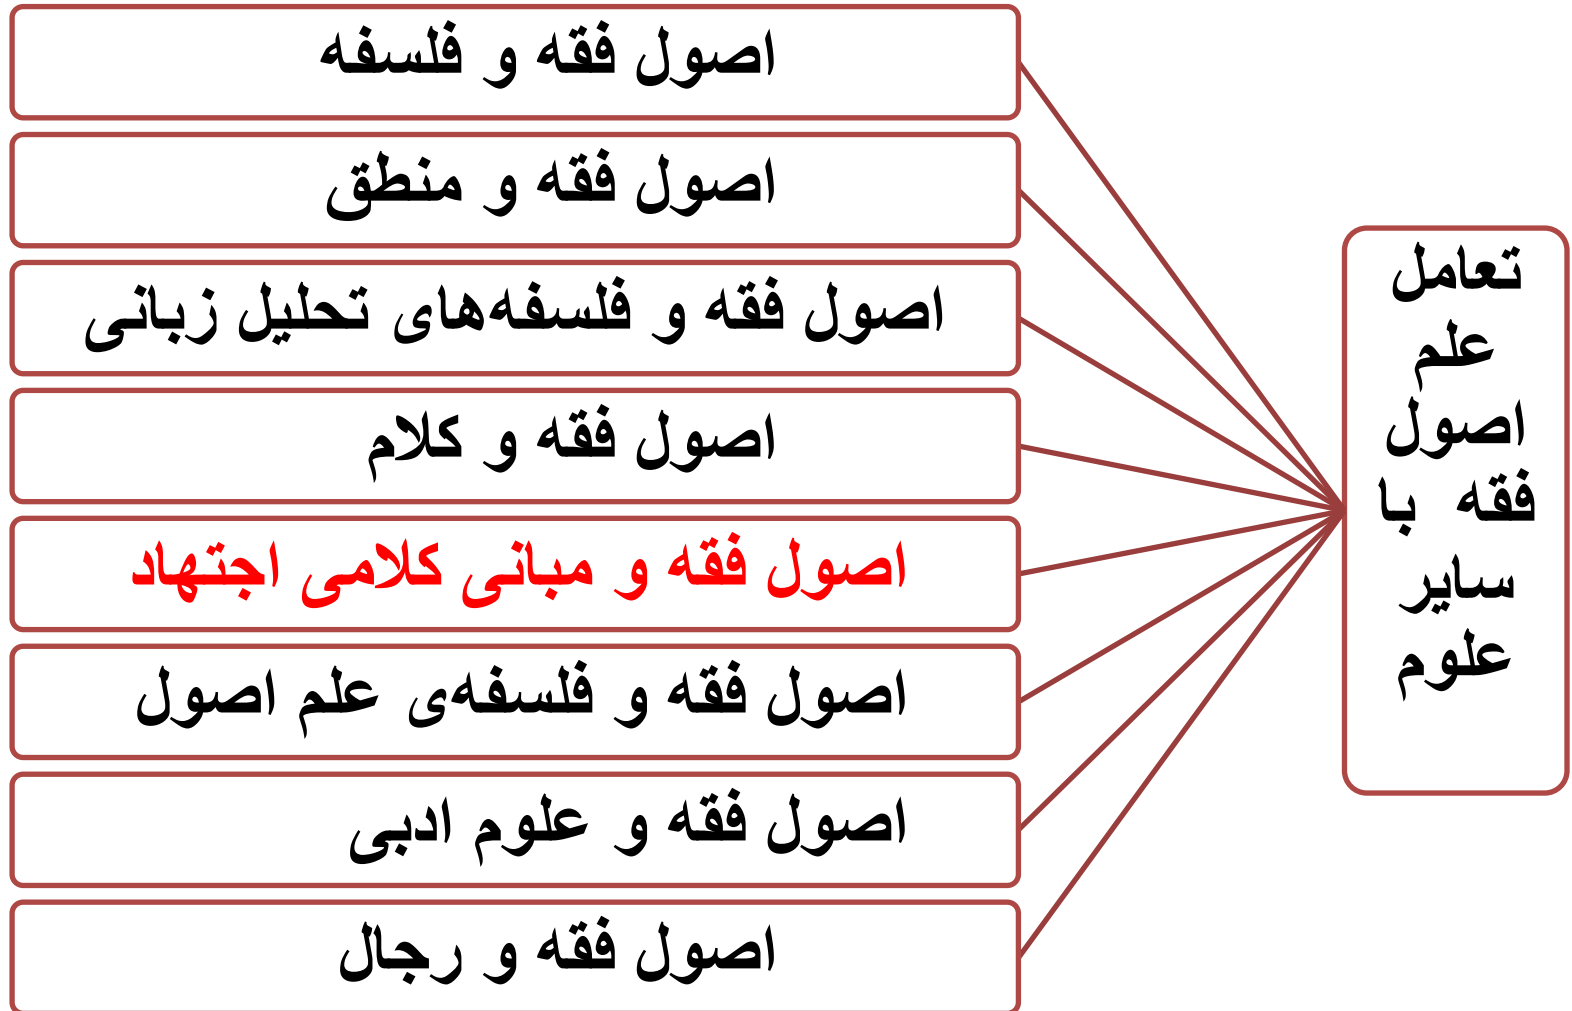 تعامل
علم
اصول
فقه با
سایر
علوم
اصول فقه و فلسفه
اصول فقه و منطق
اصول فقه و فلسفه‌های تحلیل زبانی
اصول فقه و کلام
اصول فقه و مبانی کلامی اجتهاد
اصول فقه و فلسفه‌ی علم اصول
اصول فقه و علوم ادبی
اصول فقه و رجال